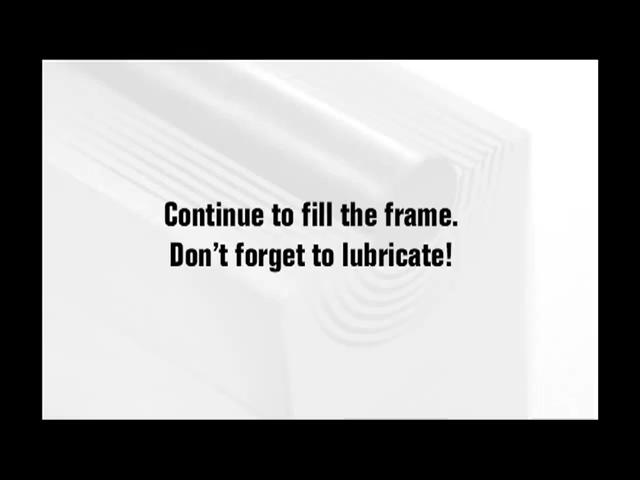 Continue to fill the frame.
Don’t forget to lubricate!